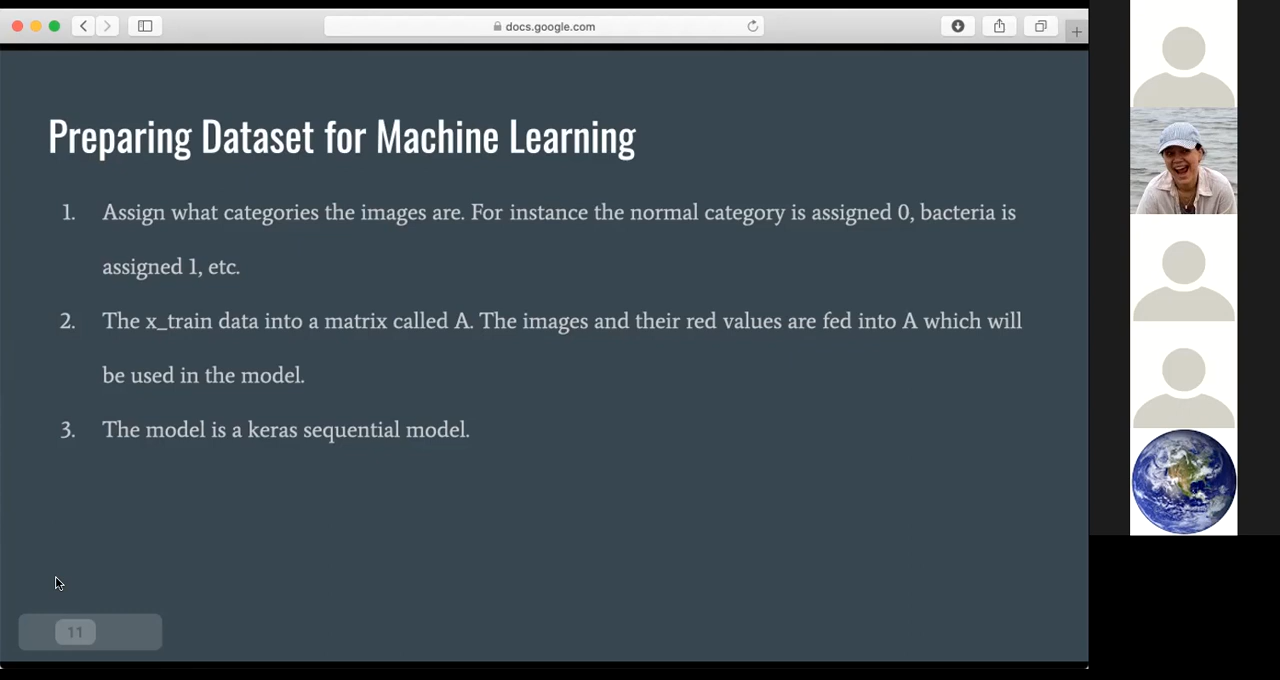 docs.google.com
Preparing Dataset for Machine Learning
1. Assign what categories the images are. For instance the normal category is assigned 0, bacteria is
assigned 1, etc.
2. The x_train data into a matrix called A. The images and their red values are fed into A which will
be used in the model.
3. The model is a keras sequential model.
11